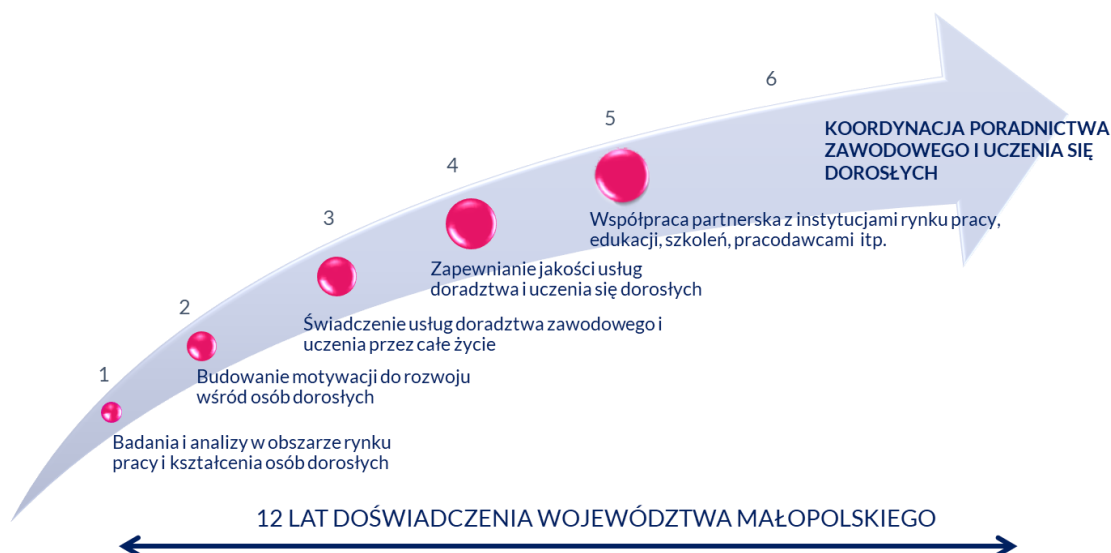 1
Badania i analizy w obszarze rynku
pracy i kształcenia osób dorosłych
2
Budowanie motywacji do rozwoju
wśród osób dorosłych
3
Świadczenie usług doradztwa zawodowego i
uczenia przez całe życie
4
Zapewnianie jakości usług
doradztwa i uczenia się dorosłych
5
Współpraca partnerska z instytucjami rynku pracy,
edukacji, szkoleń, pracodawcami itp.
6
KOORDYNACJA PORADNICTWA
ZAWODOWEGO I UCZENIA SIĘ
DOROSŁYCH
12 LAT DOŚWIADCZENIA WOJEWÓDZTWA MAŁOPOLSKIEGO